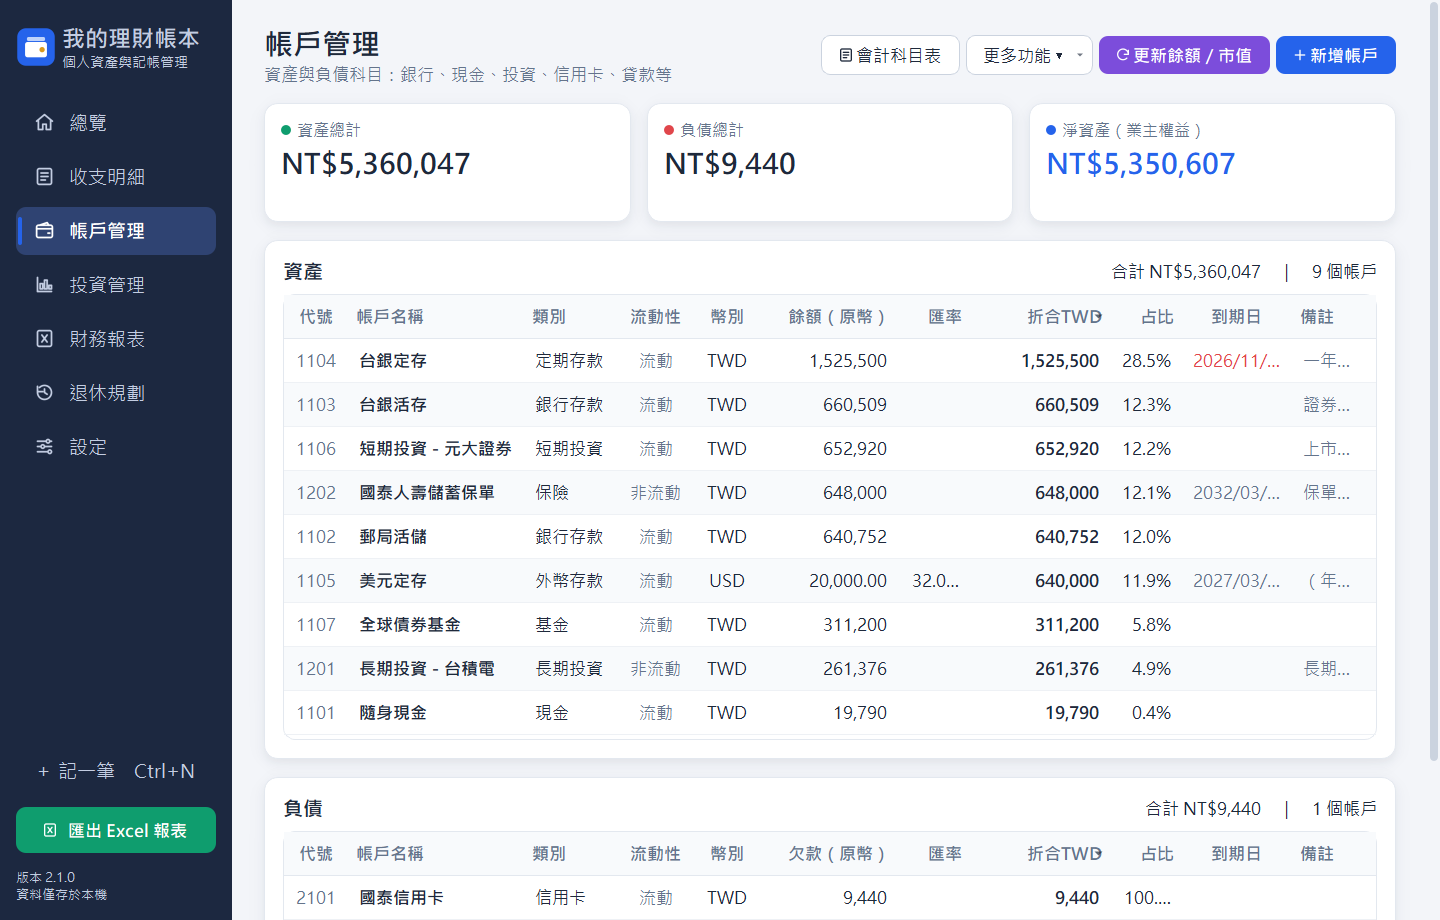 我的理財帳本
個人資產與記帳管理
總覽
收支明細
帳戶管理
投資管理
財務報表
退休規劃
設定
+ 記一筆 Ctrl+N
匯出 Excel 報表
版本 2.1.0
資料僅存於本機
帳戶管理
資產與負債科目：銀行、現金、投資、信用卡、貸款等
會計科目表 更多功能 ▾ 更新餘額 / 市值 + 新增帳戶
資產總計
NT$5,360,047
負債總計
NT$9,440
淨資產（業主權益）
NT$5,350,607
資產 合計 NT$5,360,047 | 9 個帳戶
代號 帳戶名稱 類別 流動性 幣別 餘額（原幣） 匯率 折合TWD 占比 到期日 備註
1104 台銀定存 定期存款 流動 TWD 1,525,500 1,525,500 28.5% 2026/11/... 一年...
1103 台銀活存 銀行存款 流動 TWD 660,509 660,509 12.3% 證券...
1106 短期投資 - 元大證券 短期投資 流動 TWD 652,920 652,920 12.2% 上市...
1202 國泰人壽儲蓄保單 保險 非流動 TWD 648,000 648,000 12.1% 2032/03/... 保單...
1102 郵局活儲 銀行存款 流動 TWD 640,752 640,752 12.0%
1105 美元定存 外幣存款 流動 USD 20,000.00 32.0... 640,000 11.9% 2027/03/... （年...
1107 全球債券基金 基金 流動 TWD 311,200 311,200 5.8%
1201 長期投資 - 台積電 長期投資 非流動 TWD 261,376 261,376 4.9% 長期...
1101 隨身現金 現金 流動 TWD 19,790 19,790 0.4%
負債 合計 NT$9,440 | 1 個帳戶
代號 帳戶名稱 類別 流動性 幣別 欠款（原幣） 匯率 折合TWD 占比 到期日 備註
2101 國泰信用卡 信用卡 流動 TWD 9,440 9,440 100....